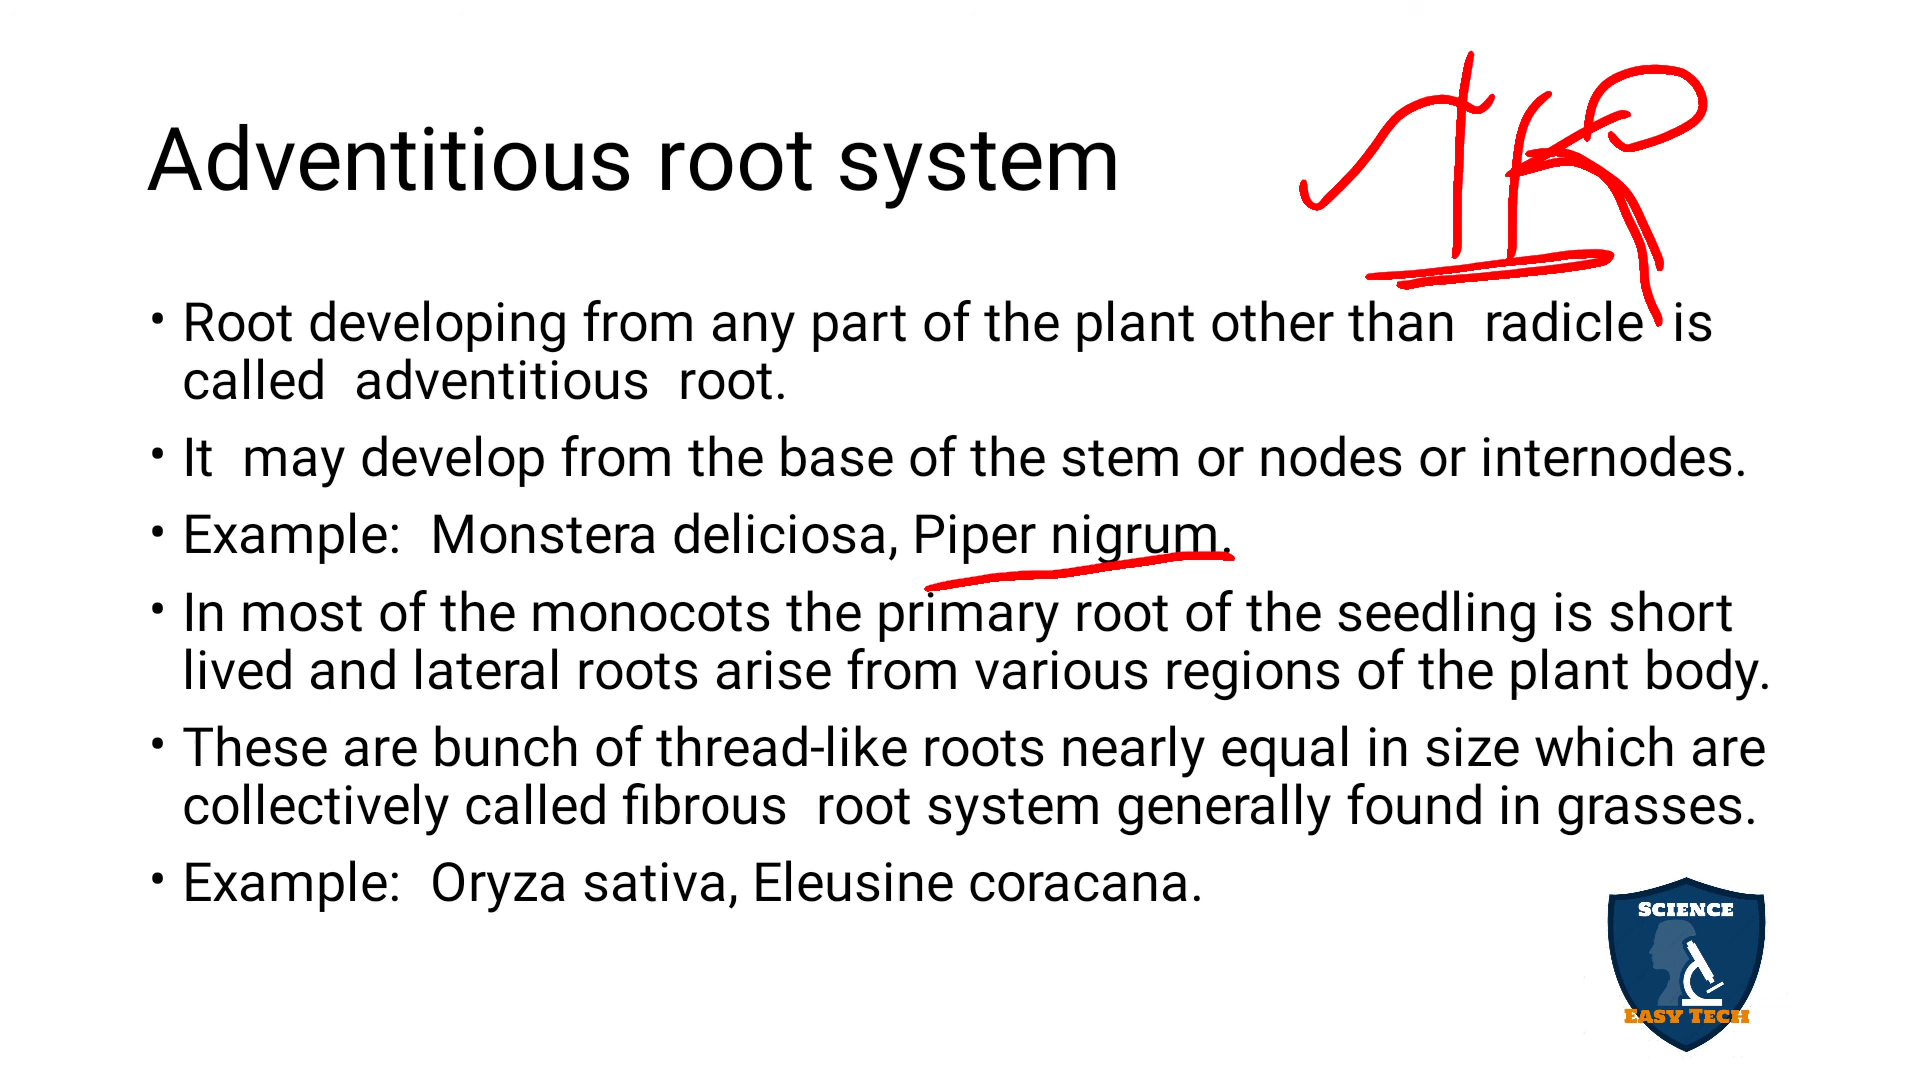 Adventitious root system
• Root developing from any part of the plant other than radicle is
called adventitious root.
• It may develop from the base of the stem or nodes or internodes.
• Example: Monstera deliciosa, Piper nigrum.
• In most of the monocots the primary root of the seedling is short
lived and lateral roots arise from various regions of the plant body.
• These are bunch of thread-like roots nearly equal in size which are
collectively called fibrous root system generally found in grasses.
• Example: Oryza sativa, Eleusine coracana.
SCIENCE
EASY TECH